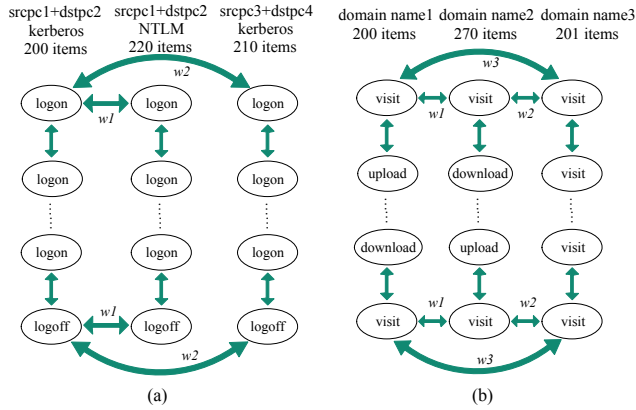 srcpc1+dstpc2 srcpc1+dstpc2 srcpc3+dstpc4
kerberos NTLM kerberos
200 items 220 items 210 items
w2
logon logon logon
w1
logon logon logon
logon logon logon
w1
logoff logoff logoff
w2
(a)
domain name1 domain name2 domain name3
200 items 270 items 201 items
w3
visit visit visit
w1 w2
upload download visit
download upload visit
w1 w2
visit visit visit
w3
(b)